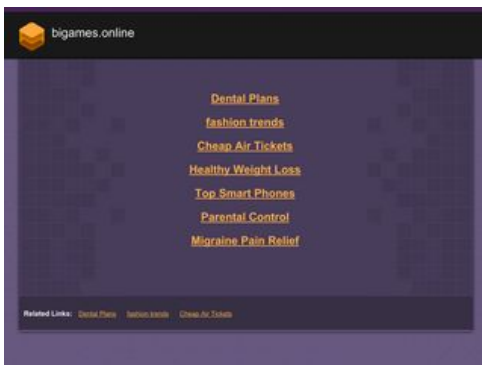 bigames.online
Dental Plans
fashion trends
Cheap Air Tickets
Healthy Weight Loss
Top Smart Phones
Parental Control
Migraine Pain Relief
Related Links: Dental Plans fashion trends Cheap Air Tickets